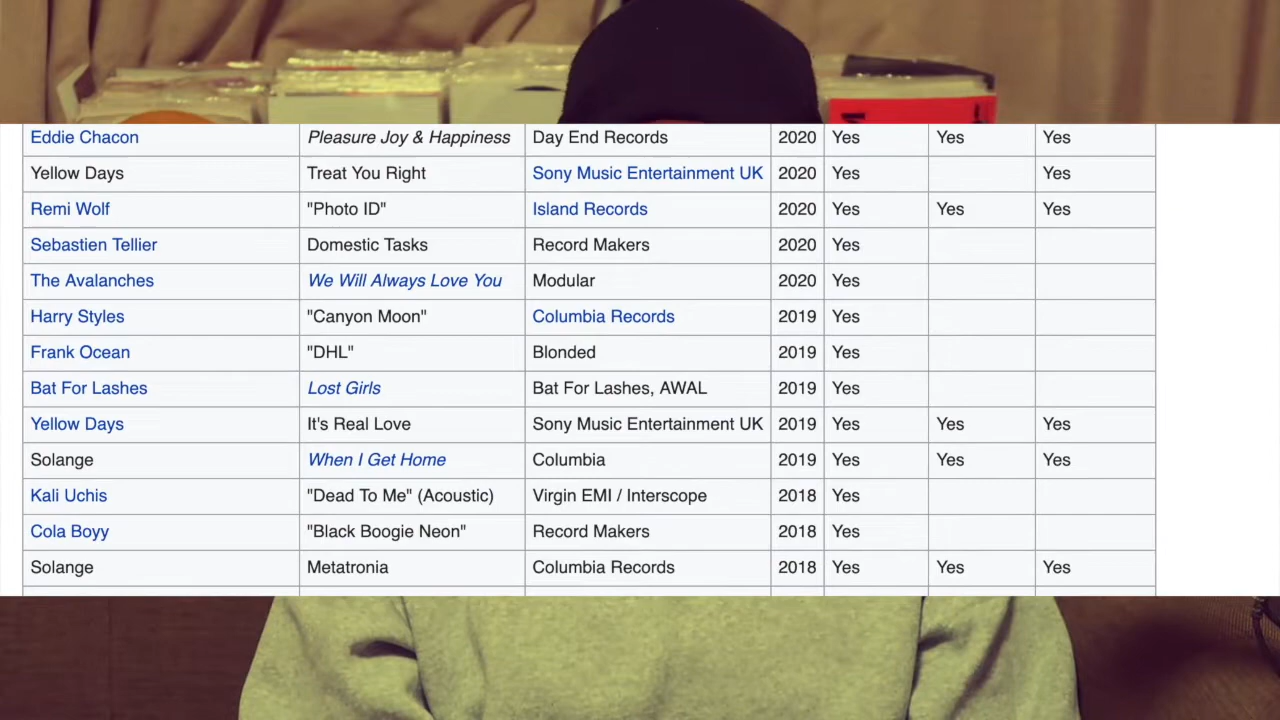 Eddie Chacon Pleasure Joy & Happiness Day End Records 2020 Yes Yes Yes
Yellow Days Treat You Right Sony Music Entertainment UK 2020 Yes Yes
Remi Wolf "Photo ID" Island Records 2020 Yes Yes Yes
Sebastien Tellier Domestic Tasks Record Makers 2020 Yes
The Avalanches We Will Always Love You Modular 2020 Yes
Harry Styles "Canyon Moon" Columbia Records 2019 Yes
Frank Ocean "DHL" Blonded 2019 Yes
Bat For Lashes Lost Girls Bat For Lashes, AWAL 2019 Yes
Yellow Days It's Real Love Sony Music Entertainment UK 2019 Yes Yes Yes
Solange When I Get Home Columbia 2019 Yes Yes Yes
Kali Uchis "Dead To Me" (Acoustic) Virgin EMI / Interscope 2018 Yes
Cola Boyy "Black Boogie Neon" Record Makers 2018 Yes
Solange Metatronia Columbia Records 2018 Yes Yes Yes